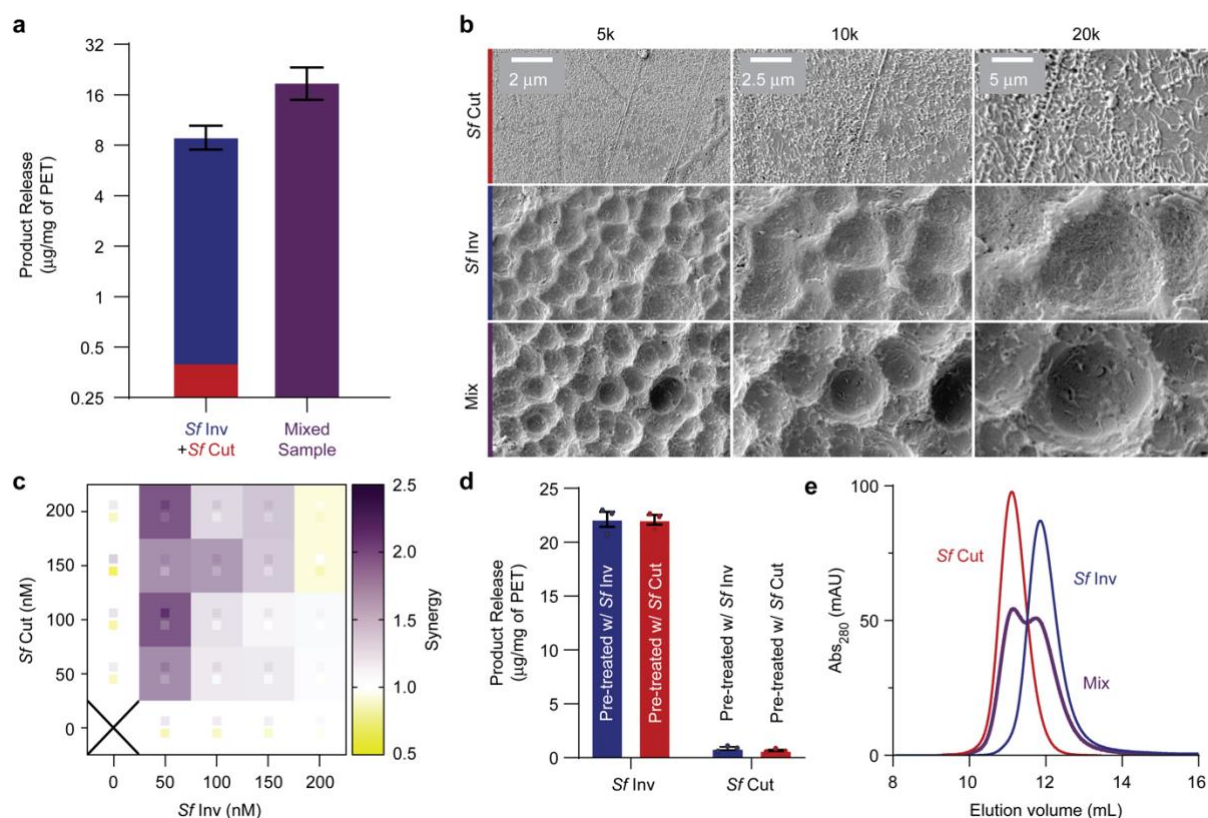 a
32
16
8
4
2
1
0.5
0.25
Product Release
(μg/mg of PET)
Sf Inv
+Sf Cut
Mixed
Sample
b
5k
10k
20k
2 μm
2.5 μm
5 μm
Sf Cut
Sf Inv
Mix
c
200
150
100
50
0
Sf Cut (nM)
0
50
100
150
200
Sf Inv (nM)
2.5
2.0
1.5
1.0
0.5
Synergy
d
25
20
15
10
5
0
Product Release
(μg/mg of PET)
Pre-treated w/ Sf Inv
Pre-treated w/ Sf Cut
Pre-treated w/ Sf Inv
Pre-treated w/ Sf Cut
Sf Inv
Sf Cut
e
100
50
0
Abs280 (mAU)
Sf Cut
Sf Inv
Mix
8
10
12
14
16
Elution volume (mL)